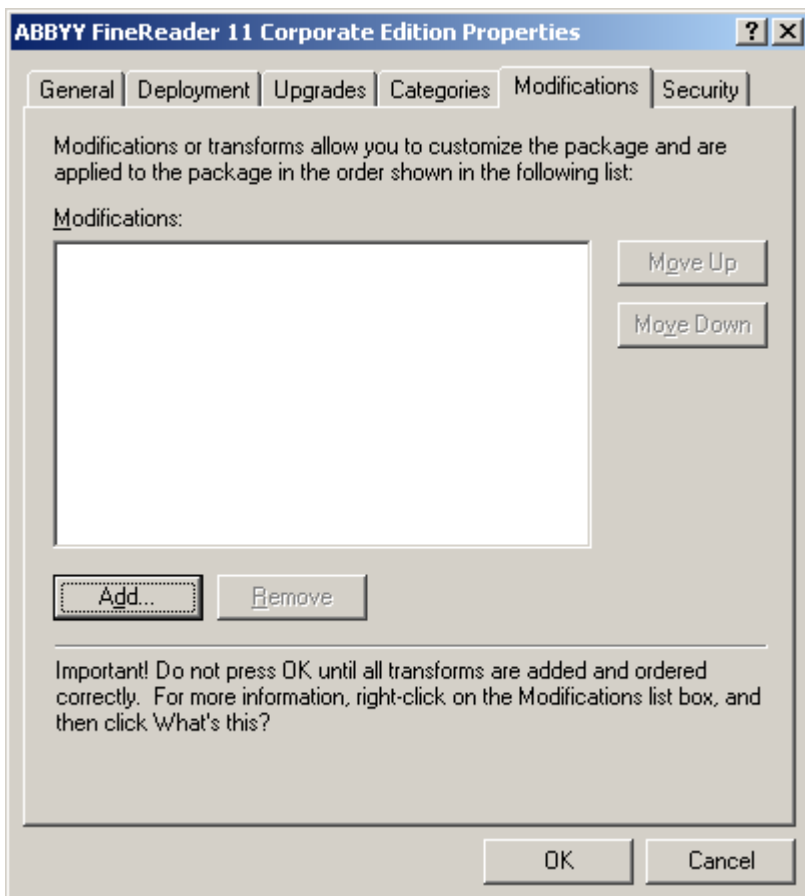 ABBYY FineReader 11 Corporate Edition Properties
General Deployment Upgrades Categories Modifications Security
Modifications or transforms allow you to customize the package and are
applied to the package in the order shown in the following list:
Modifications:
Move Up
Move Down
Add... Remove
Important! Do not press OK until all transforms are added and ordered
correctly. For more information, right-click on the Modifications list box, and
then click What's this?
OK Cancel